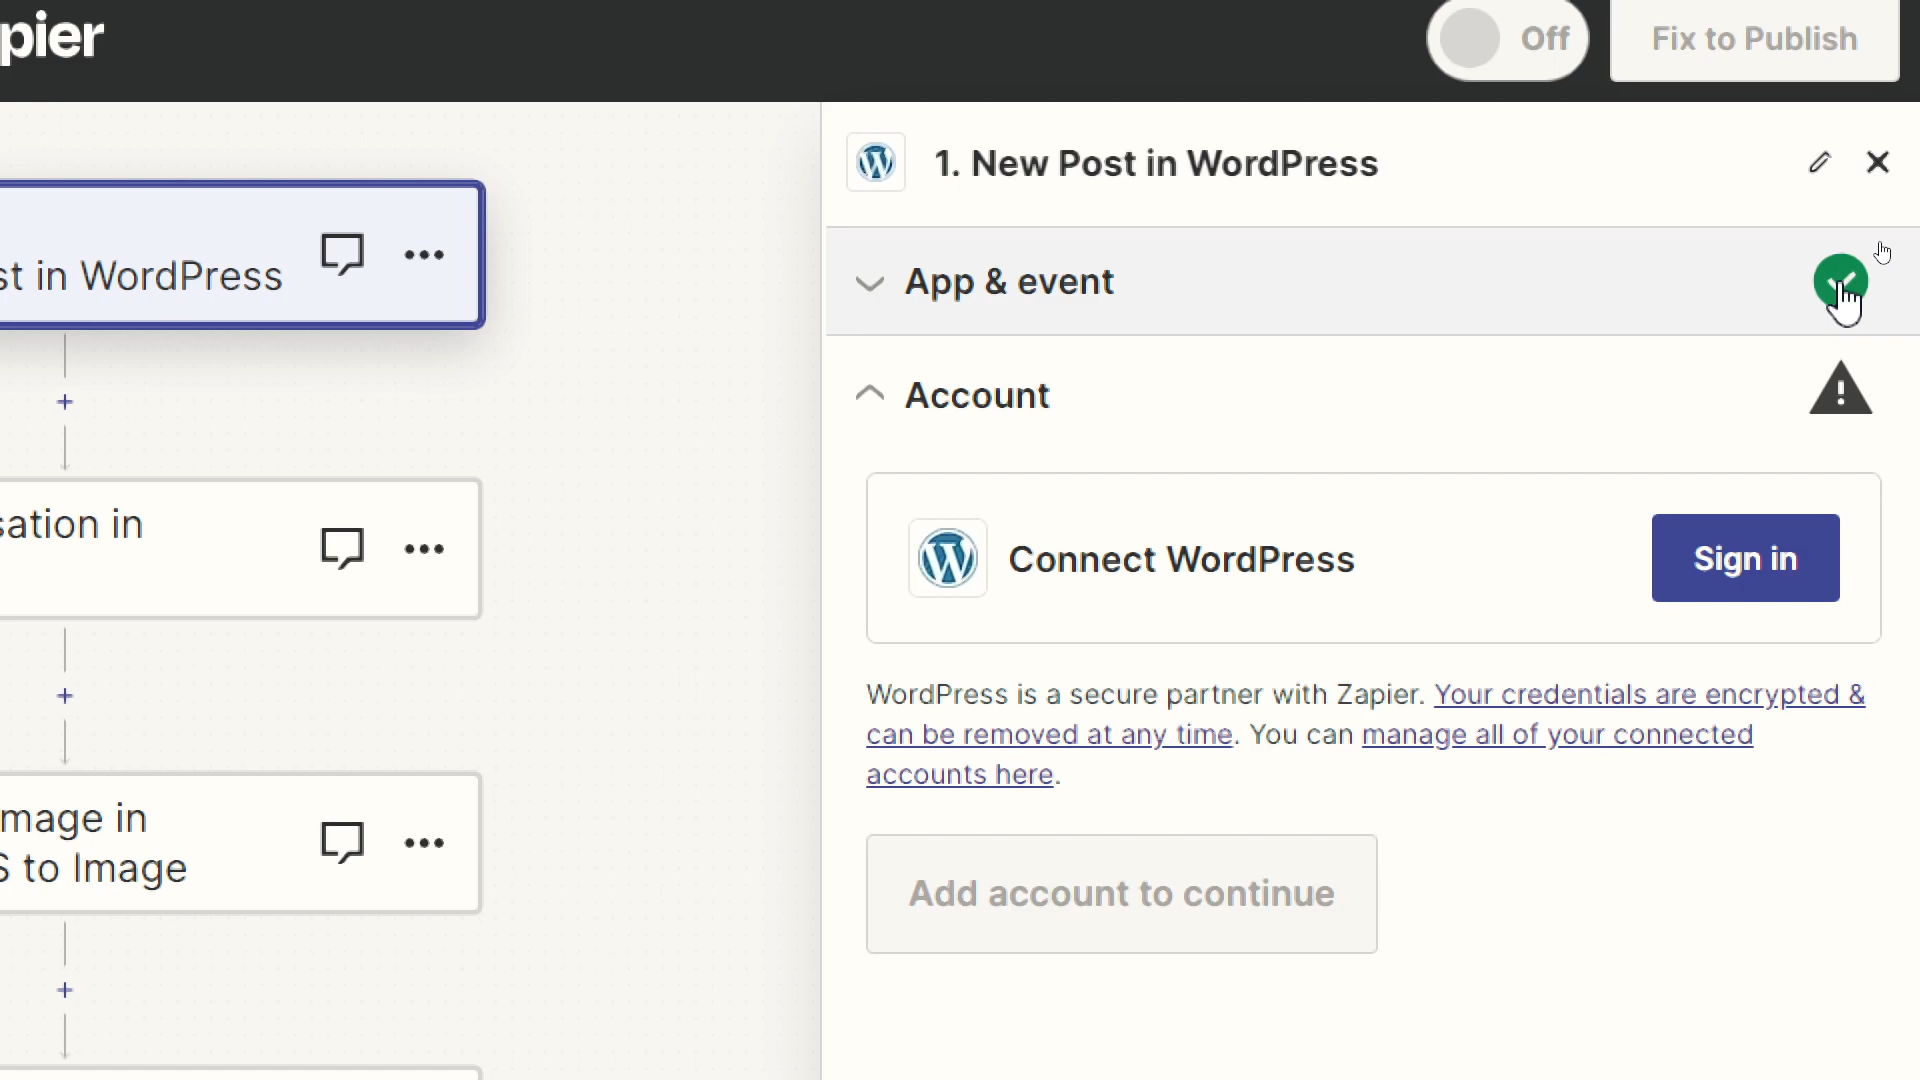 pier
Off
Fix to Publish
1. New Post in WordPress
st in WordPress
App & event
Account
sation in
Connect WordPress
Sign in
WordPress is a secure partner with Zapier. Your credentials are encrypted &
can be removed at any time. You can manage all of your connected
accounts here.
mage in
S to Image
Add account to continue